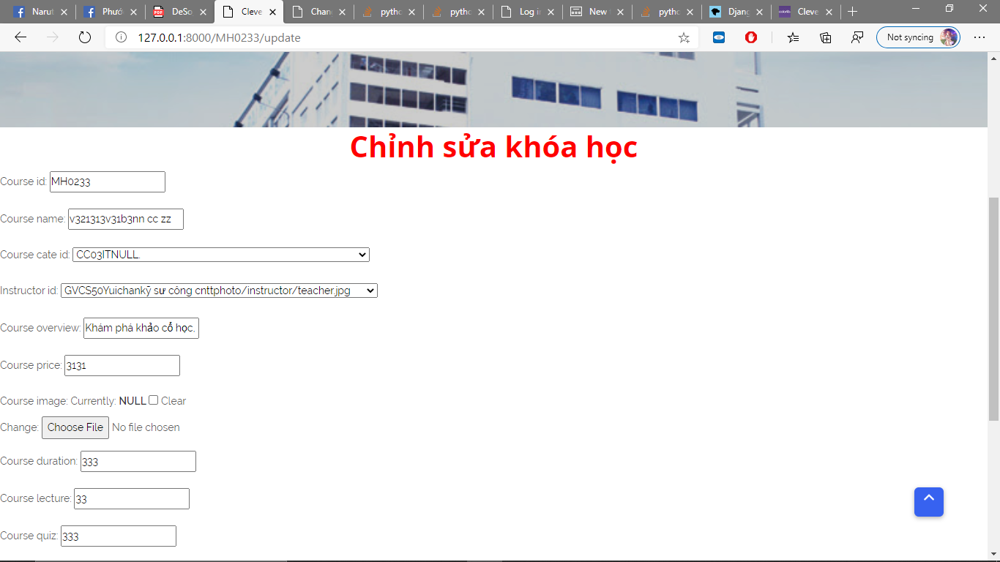 Narut
Phướ
DeSo
Cleve
Chan
pytho
pytho
Log in
New
pytho
Djang
Cleve
127.0.0.1:8000/MH0233/update
Not syncing
Chỉnh sửa khóa học
Course id: MH0233
Course name: v321313v31b3nn cc zz
Course cate id: CC03ITNULL.
Instructor id: GVCS50Yuichankỹ sư công cnttphoto/instructor/teacher.jpg
Course overview: Khám phá khảo cổ học,
Course price: 3131
Course image: Currently: NULL Clear
Change: Choose File No file chosen
Course duration: 333
Course lecture: 33
Course quiz: 333